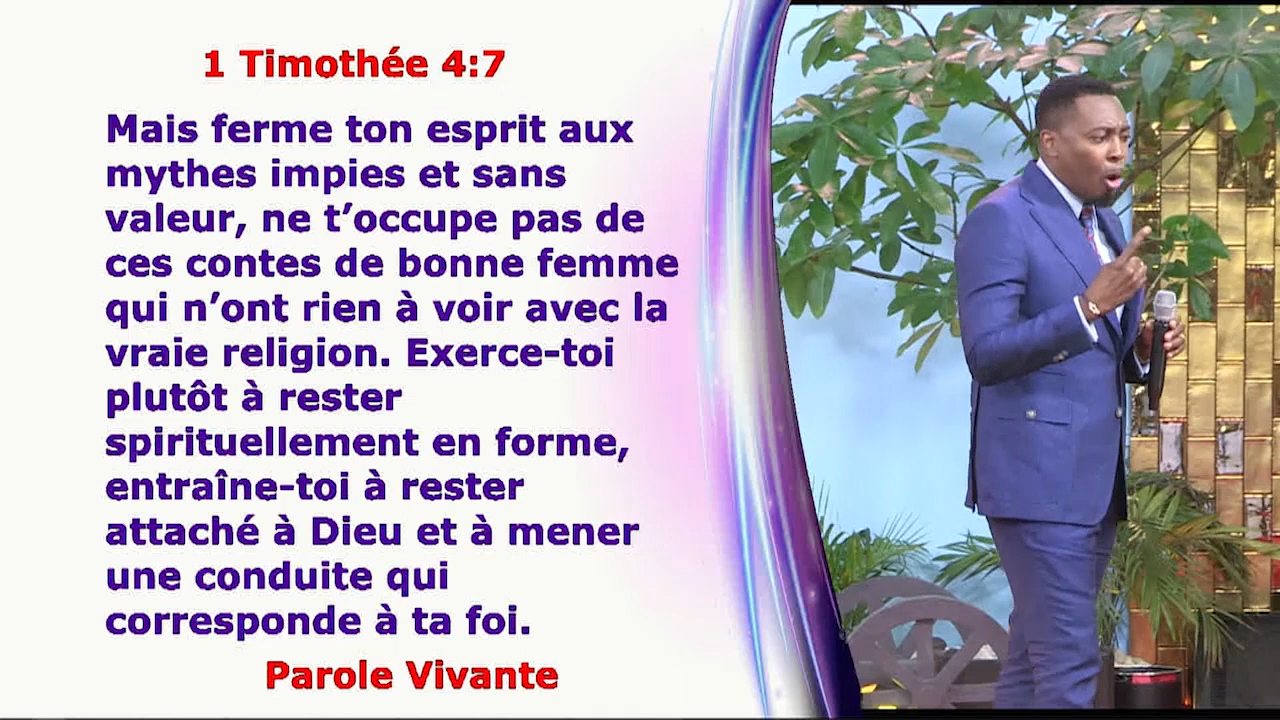 1 Timothée 4:7
Mais ferme ton esprit aux
mythes impies et sans
valeur, ne t’occupe pas de
ces contes de bonne femme
qui n’ont rien à voir avec la
vraie religion. Exerce-toi
plutôt à rester
spirituellement en forme,
entraîne-toi à rester
attaché à Dieu et à mener
une conduite qui
corresponde à ta foi.
Parole Vivante